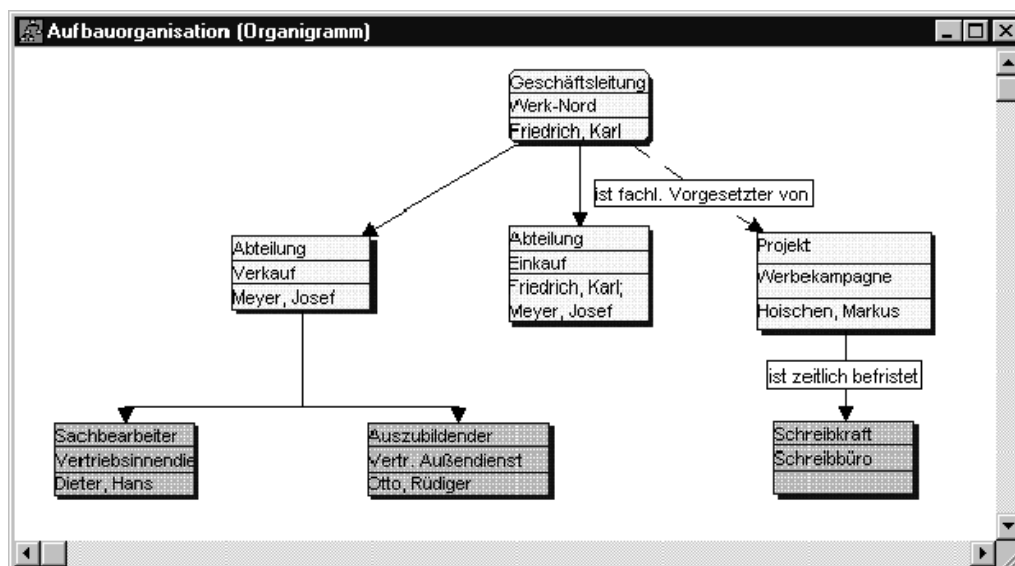 Aufbauorganisation (Organigramm)
Geschäftsleitung
Werk-Nord
Friedrich, Karl
ist fachl. Vorgesetzter von
Abteilung
Verkauf
Meyer, Josef
Abteilung
Einkauf
Friedrich, Karl;
Meyer, Josef
Projekt
Werbekampagne
Hoischen, Markus
ist zeitlich befristet
Sachbearbeiter
Vertriebsinnendie
Dieter, Hans
Auszubildender
Vertr. Außendienst
Otto, Rüdiger
Schreibkraft
Schreibbüro